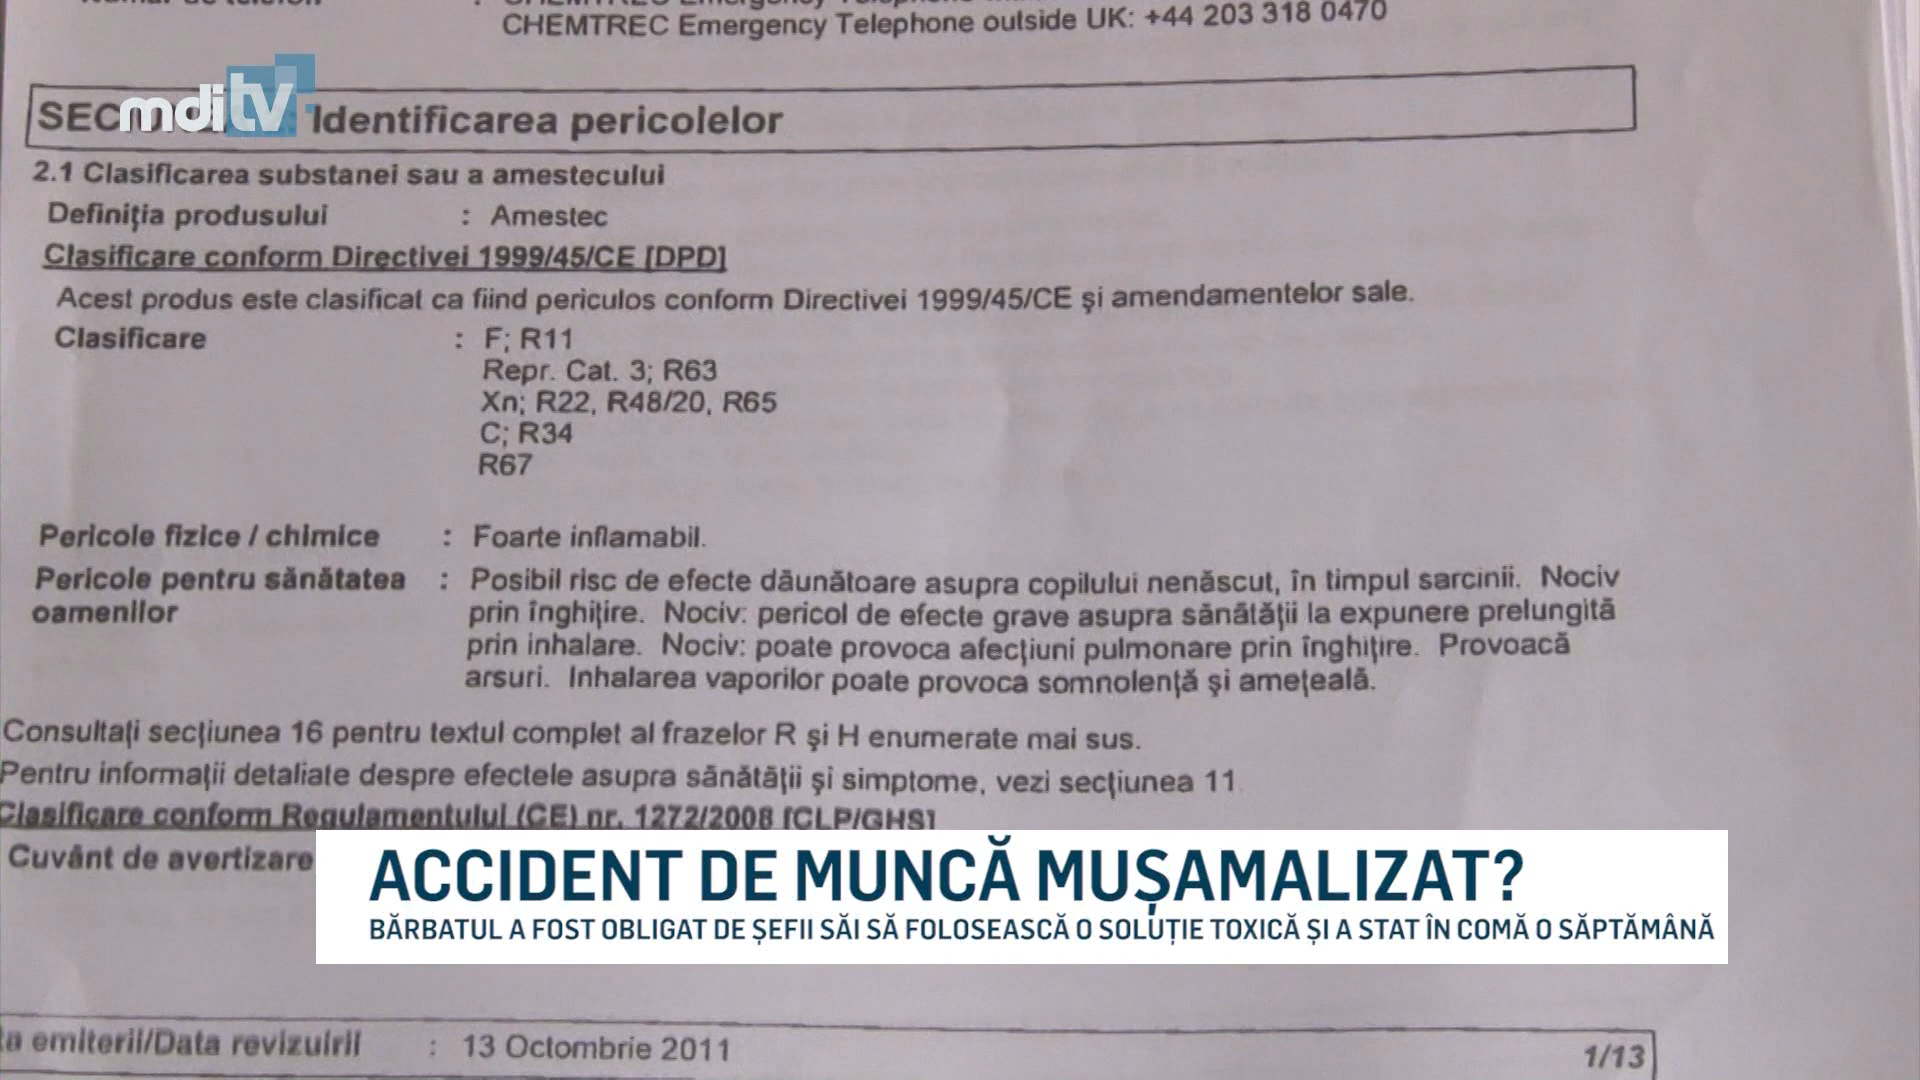 CHEMTREC Emergency Telephone outside UK: +44 203 318 0470
mditv
Identificarea pericolelor
2.1 Clasificarea substanei sau a amestecului
Definiţia produsului : Amestec
Clasificare conform Directivei 1999/45/CE [DPD]
Acest produs este clasificat ca fiind periculos conform Directivei 1999/45/CE şi amendamentelor sale.
Clasificare : F; R11
Repr. Cat. 3; R63
Xn; R22, R48/20, R65
C; R34
R67
Pericole fizice / chimice : Foarte inflamabil.
Pericole pentru sănătatea : Posibil risc de efecte dăunătoare asupra copilului nenăscut, în timpul sarcinii. Nociv
oamenilor prin înghiţire. Nociv: pericol de efecte grave asupra sănătăţii la expunere prelungită
prin inhalare. Nociv: poate provoca afecţiuni pulmonare prin înghiţire. Provoacă
arsuri. Inhalarea vaporilor poate provoca somnolenţă şi ameţeală.
Consultaţi secţiunea 16 pentru textul complet al frazelor R şi H enumerate mai sus.
Pentru informaţii detaliate despre efectele asupra sănătăţii şi simptome, vezi secţiunea 11
Clasificare conform Regulamentului (CE) nr. 1272/2008 [CLP/GHS]
Cuvânt de avertizare
ACCIDENT DE MUNCĂ MUȘAMALIZAT?
BĂRBATUL A FOST OBLIGAT DE ȘEFII SĂI SĂ FOLOSEASCĂ O SOLUȚIE TOXICĂ ȘI A STAT ÎN COMĂ O SĂPTĂMÂNĂ
emiterii/Data revizuirii : 13 Octombrie 2011
1/13